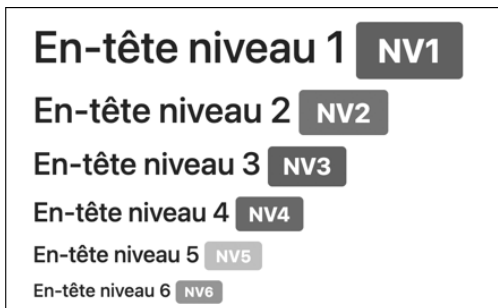 En-tête niveau 1 NV1
En-tête niveau 2 NV2
En-tête niveau 3 NV3
En-tête niveau 4 NV4
En-tête niveau 5 NV5
En-tête niveau 6 NV6